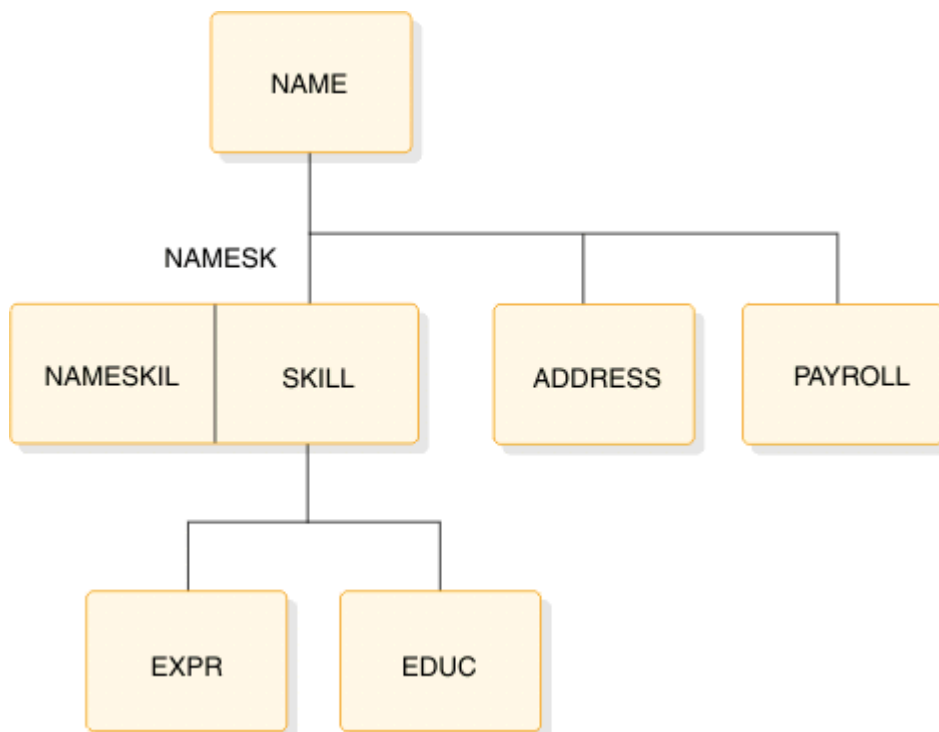 NAME
NAMESK
NAMESKIL
SKILL
ADDRESS
PAYROLL
EXPR
EDUC